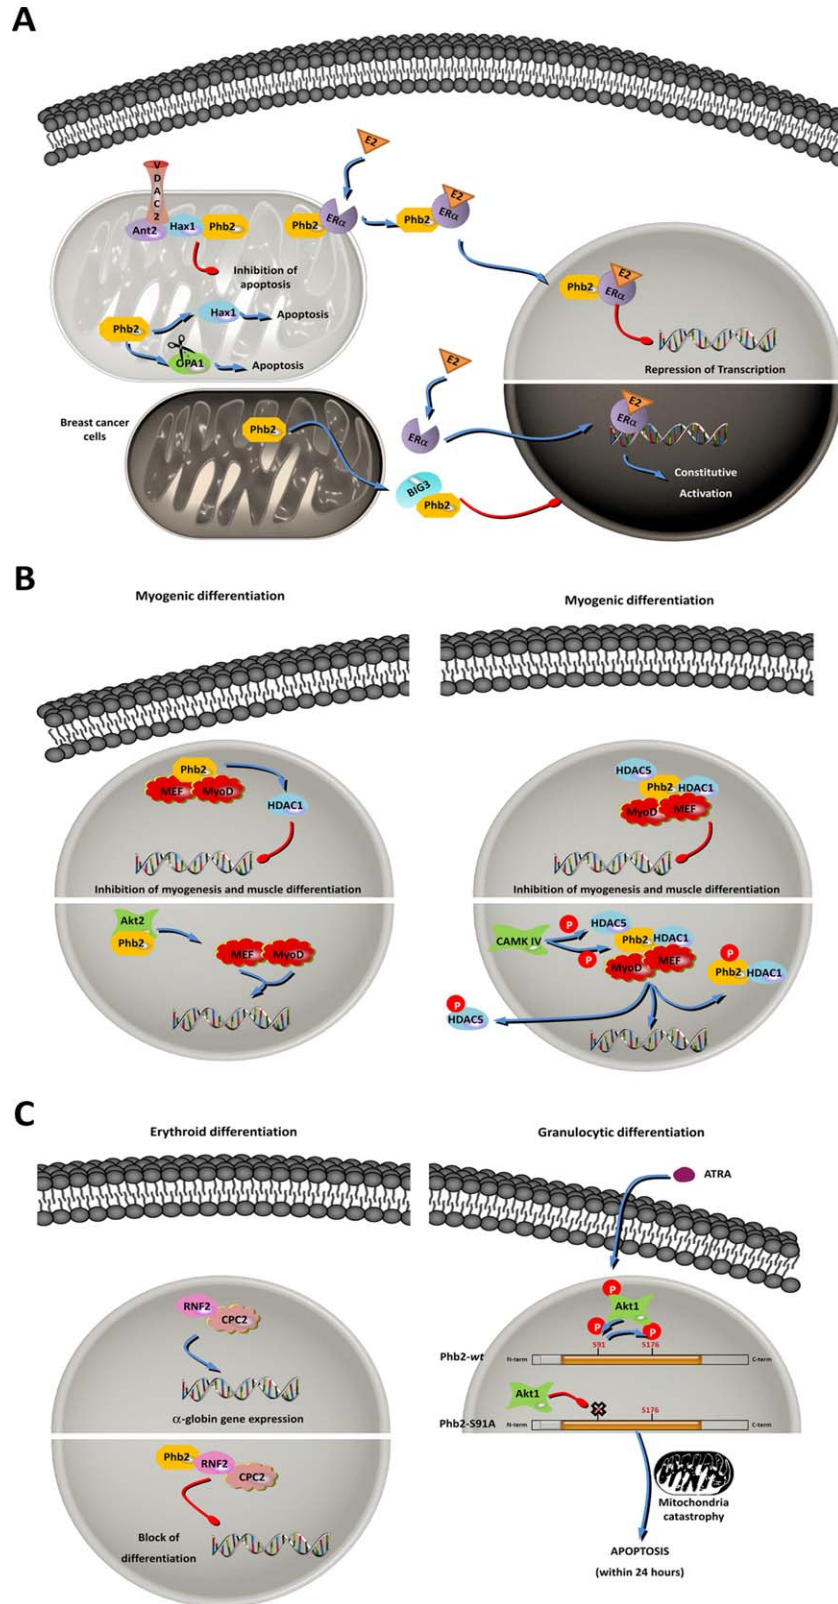 A
E2
V
D
A
C
2
Ant2
Hax1
Phb2
Phb2
ERα
Phb2
E2
ERα
Inhibition of
apoptosis
Phb2
Hax1
Apoptosis
OPA1
Apoptosis
Phb2
E2
ERα
Repression of Transcription
Breast cancer
cells
Phb2
E2
ERα
BIG3
Phb2
E2
ERα
Constitutive
Activation
B
Myogenic differentiation
Myogenic differentiation
Phb2
MEF
MyoD
HDAC1
Inhibition of myogenesis and muscle differentiation
Akt2
Phb2
MEF
MyoD
HDAC5
Phb2
HDAC1
MyoD
MEF
Inhibition of myogenesis and muscle differentiation
CAMK IV
P
HDAC5
P
Phb2
HDAC1
MyoD
MEF
P
Phb2
HDAC1
P
HDAC5
C
Erythroid differentiation
Granulocytic differentiation
RNF2
CPC2
α-globin gene expression
Phb2
RNF2
CPC2
Block of
differentiation
ATRA
P
Akt1
P
P
S91
S176
Phb2-wt
N-term
C-term
Akt1
S176
Phb2-S91A
N-term
C-term
Mitochondria
catastrophy
APOPTOSIS
(within 24 hours)